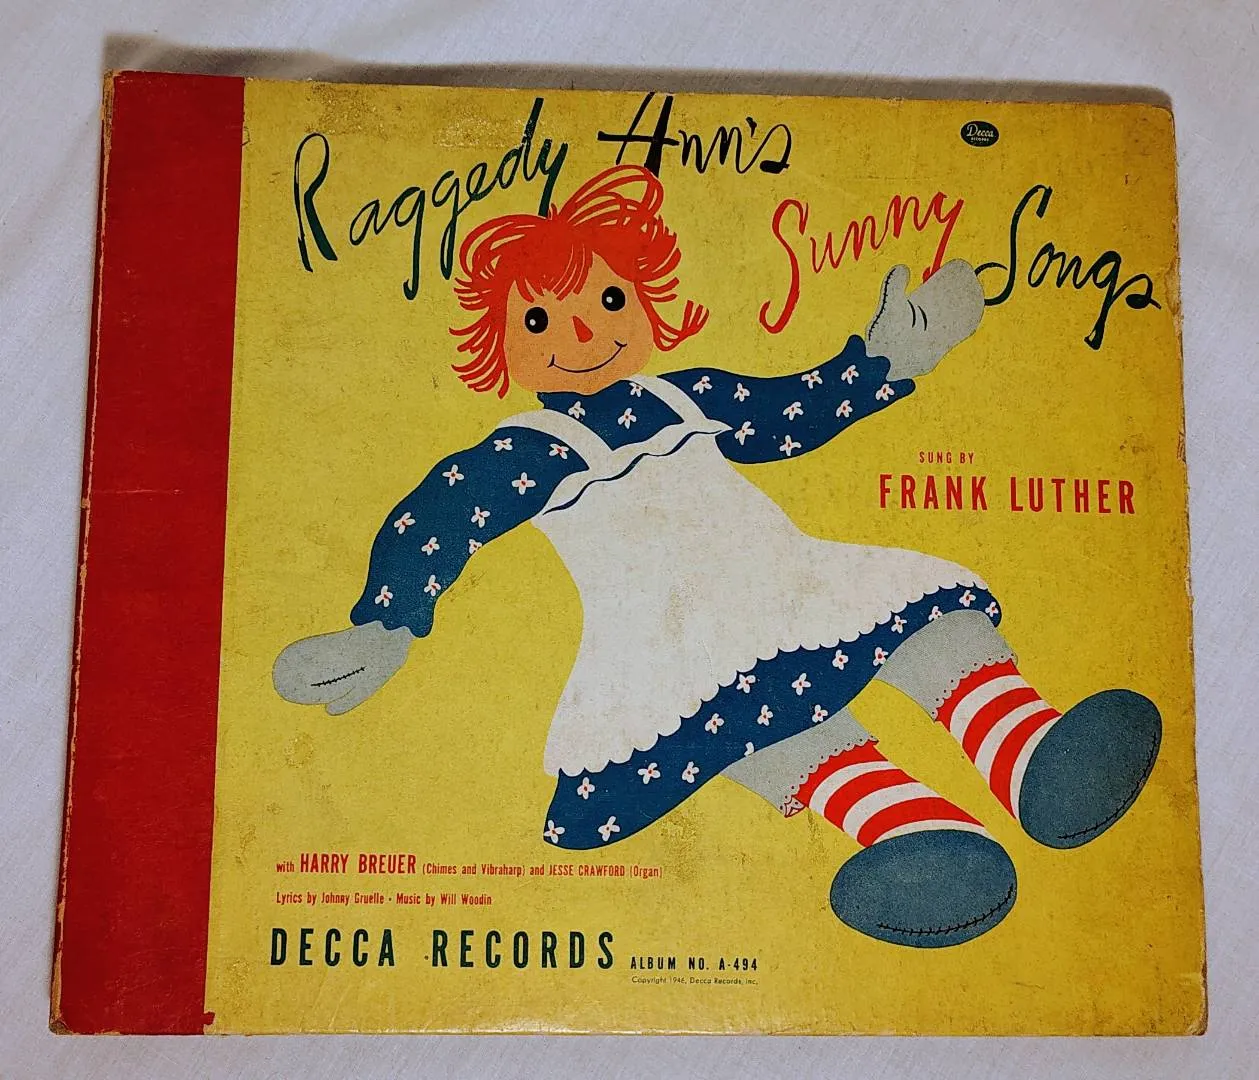 Raggedy Ann's
Decca
RECORDS
Sunny Songs
SUNG BY
FRANK LUTHER
with HARRY BREUER (Chimes and Vibraharp) and JESSE CRAWFORD (Organ)
Lyrics by Johnny Gruelle • Music by Will Woodin
DECCA RECORDS ALBUM NO. A-494
Copyright 1946, Decca Records, Inc.